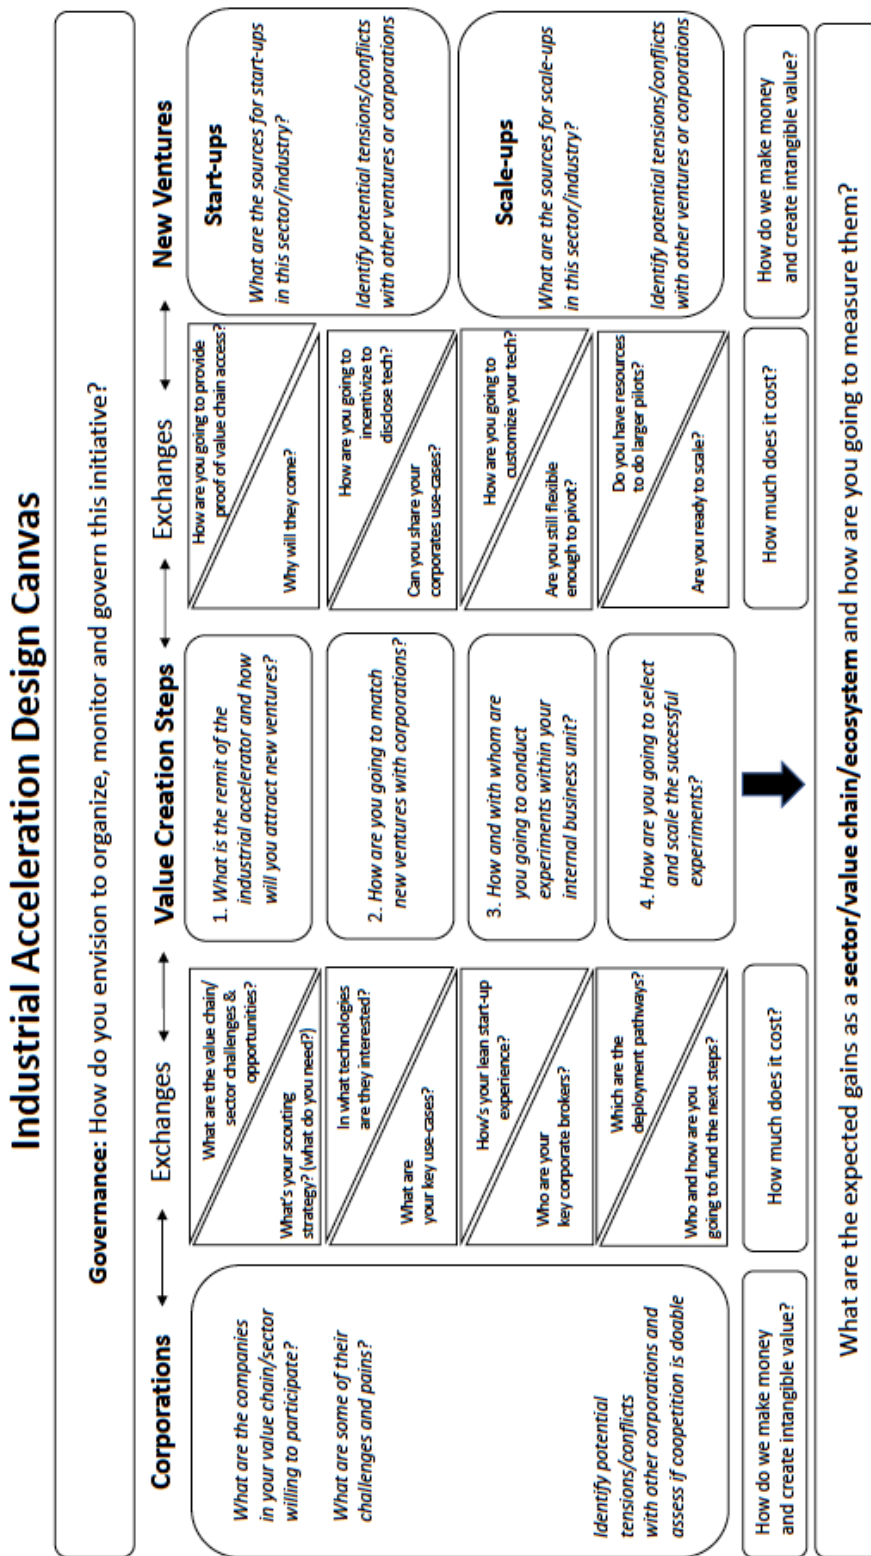 Industrial Acceleration Design Canvas
Governance: How do you envision to organize, monitor and govern this initiative?
Corporations
Exchanges
Value Creation Steps
Exchanges
New Ventures
What are the companies
in your value chain/sector
willing to participate?
What are some of their
challenges and pains?
Identify potential
tensions/conflicts
with other corporations and
assess if coopetition is doable
What are the value chain/
sector challenges &
opportunities?
What's your scouting
strategy? (what do you need?)
In what technologies
are they interested?
What are
your key use-cases?
How's your lean start-up
experience?
Who are your
key corporate brokers?
Which are the
deployment pathways?
Who and how are you
going to fund the next steps?
1. What is the remit of the
industrial accelerator and how
will you attract new ventures?
2. How are you going to match
new ventures with corporations?
3. How and with whom are
you going to conduct
experiments within your
internal business unit?
4. How are you going to select
and scale the successful
experiments?
How are you going to provide
proof of value chain access?
Why will they come?
How are you going to
incentivize to
disclose tech?
Can you share your
corporates use-cases?
How are you going to
customize your tech?
Are you still flexible
enough to pivot?
Do you have resources
to do larger pilots?
Are you ready to scale?
Start-ups
What are the sources for start-ups
in this sector/industry?
Identify potential tensions/conflicts
with other ventures or corporations
Scale-ups
What are the sources for scale-ups
in this sector/industry?
Identify potential tensions/conflicts
with other ventures or corporations
How do we make money
and create intangible value?
How much does it cost?
How much does it cost?
How do we make money
and create intangible value?
What are the expected gains as a sector/value chain/ecosystem and how are you going to measure them?